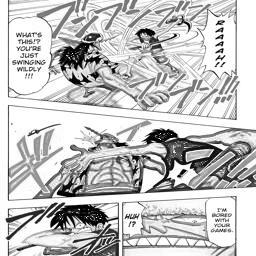 WHAT'S
THIS!?
YOU'RE
JUST
SWINGING
WILDLY
!!!
RAAAAH!!
HUH
!?
I'M
BORED
WITH
YOUR
GAMES.